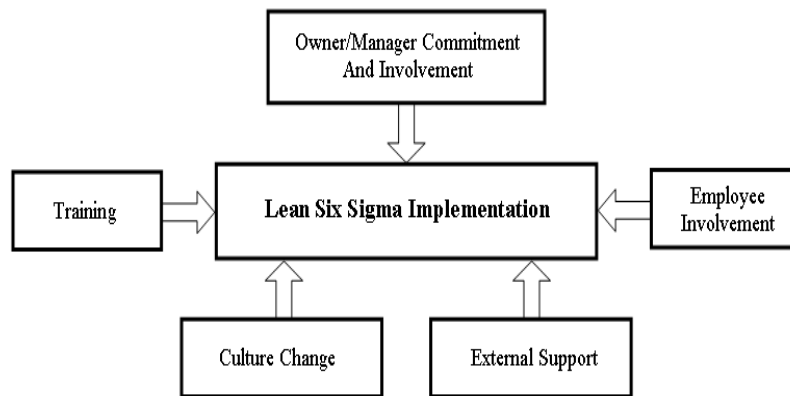 Owner/Manager Commitment
And Involvement
Training
Lean Six Sigma Implementation
Employee
Involvement
Culture Change
External Support